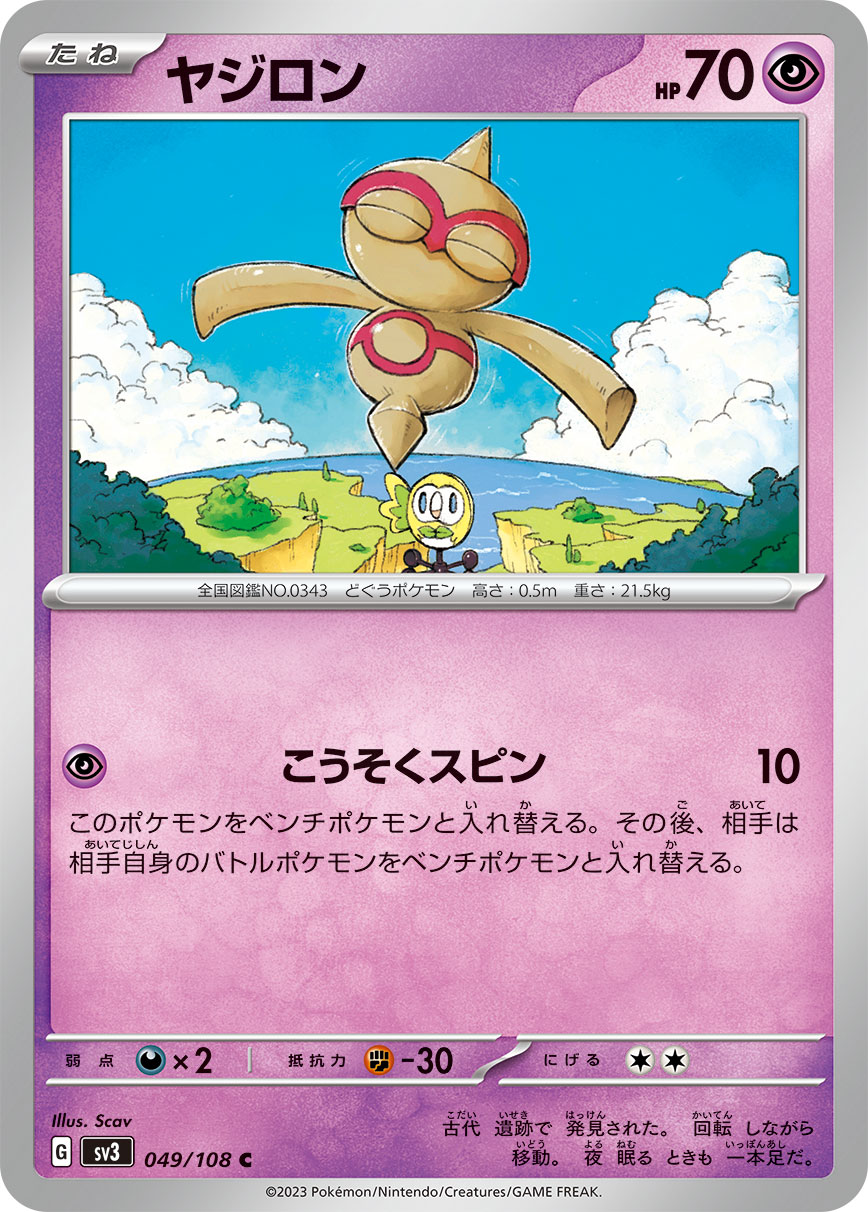 たね ヤジロン HP70
全国図鑑NO.0343 どぐうポケモン 高さ:0.5m 重さ:21.5kg
こうそくスピン 10
このポケモンをベンチポケモンと入れ替える。その後、相手は
相手自身のバトルポケモンをベンチポケモンと入れ替える。
弱点 ×2 抵抗力 -30 にげる
Illus. Scav
古代 遺跡で 発見された。 回転 しながら
移動。 夜 眠る ときも 一本足だ。
G sv3 049/108 C
©2023 Pokémon/Nintendo/Creatures/GAME FREAK.